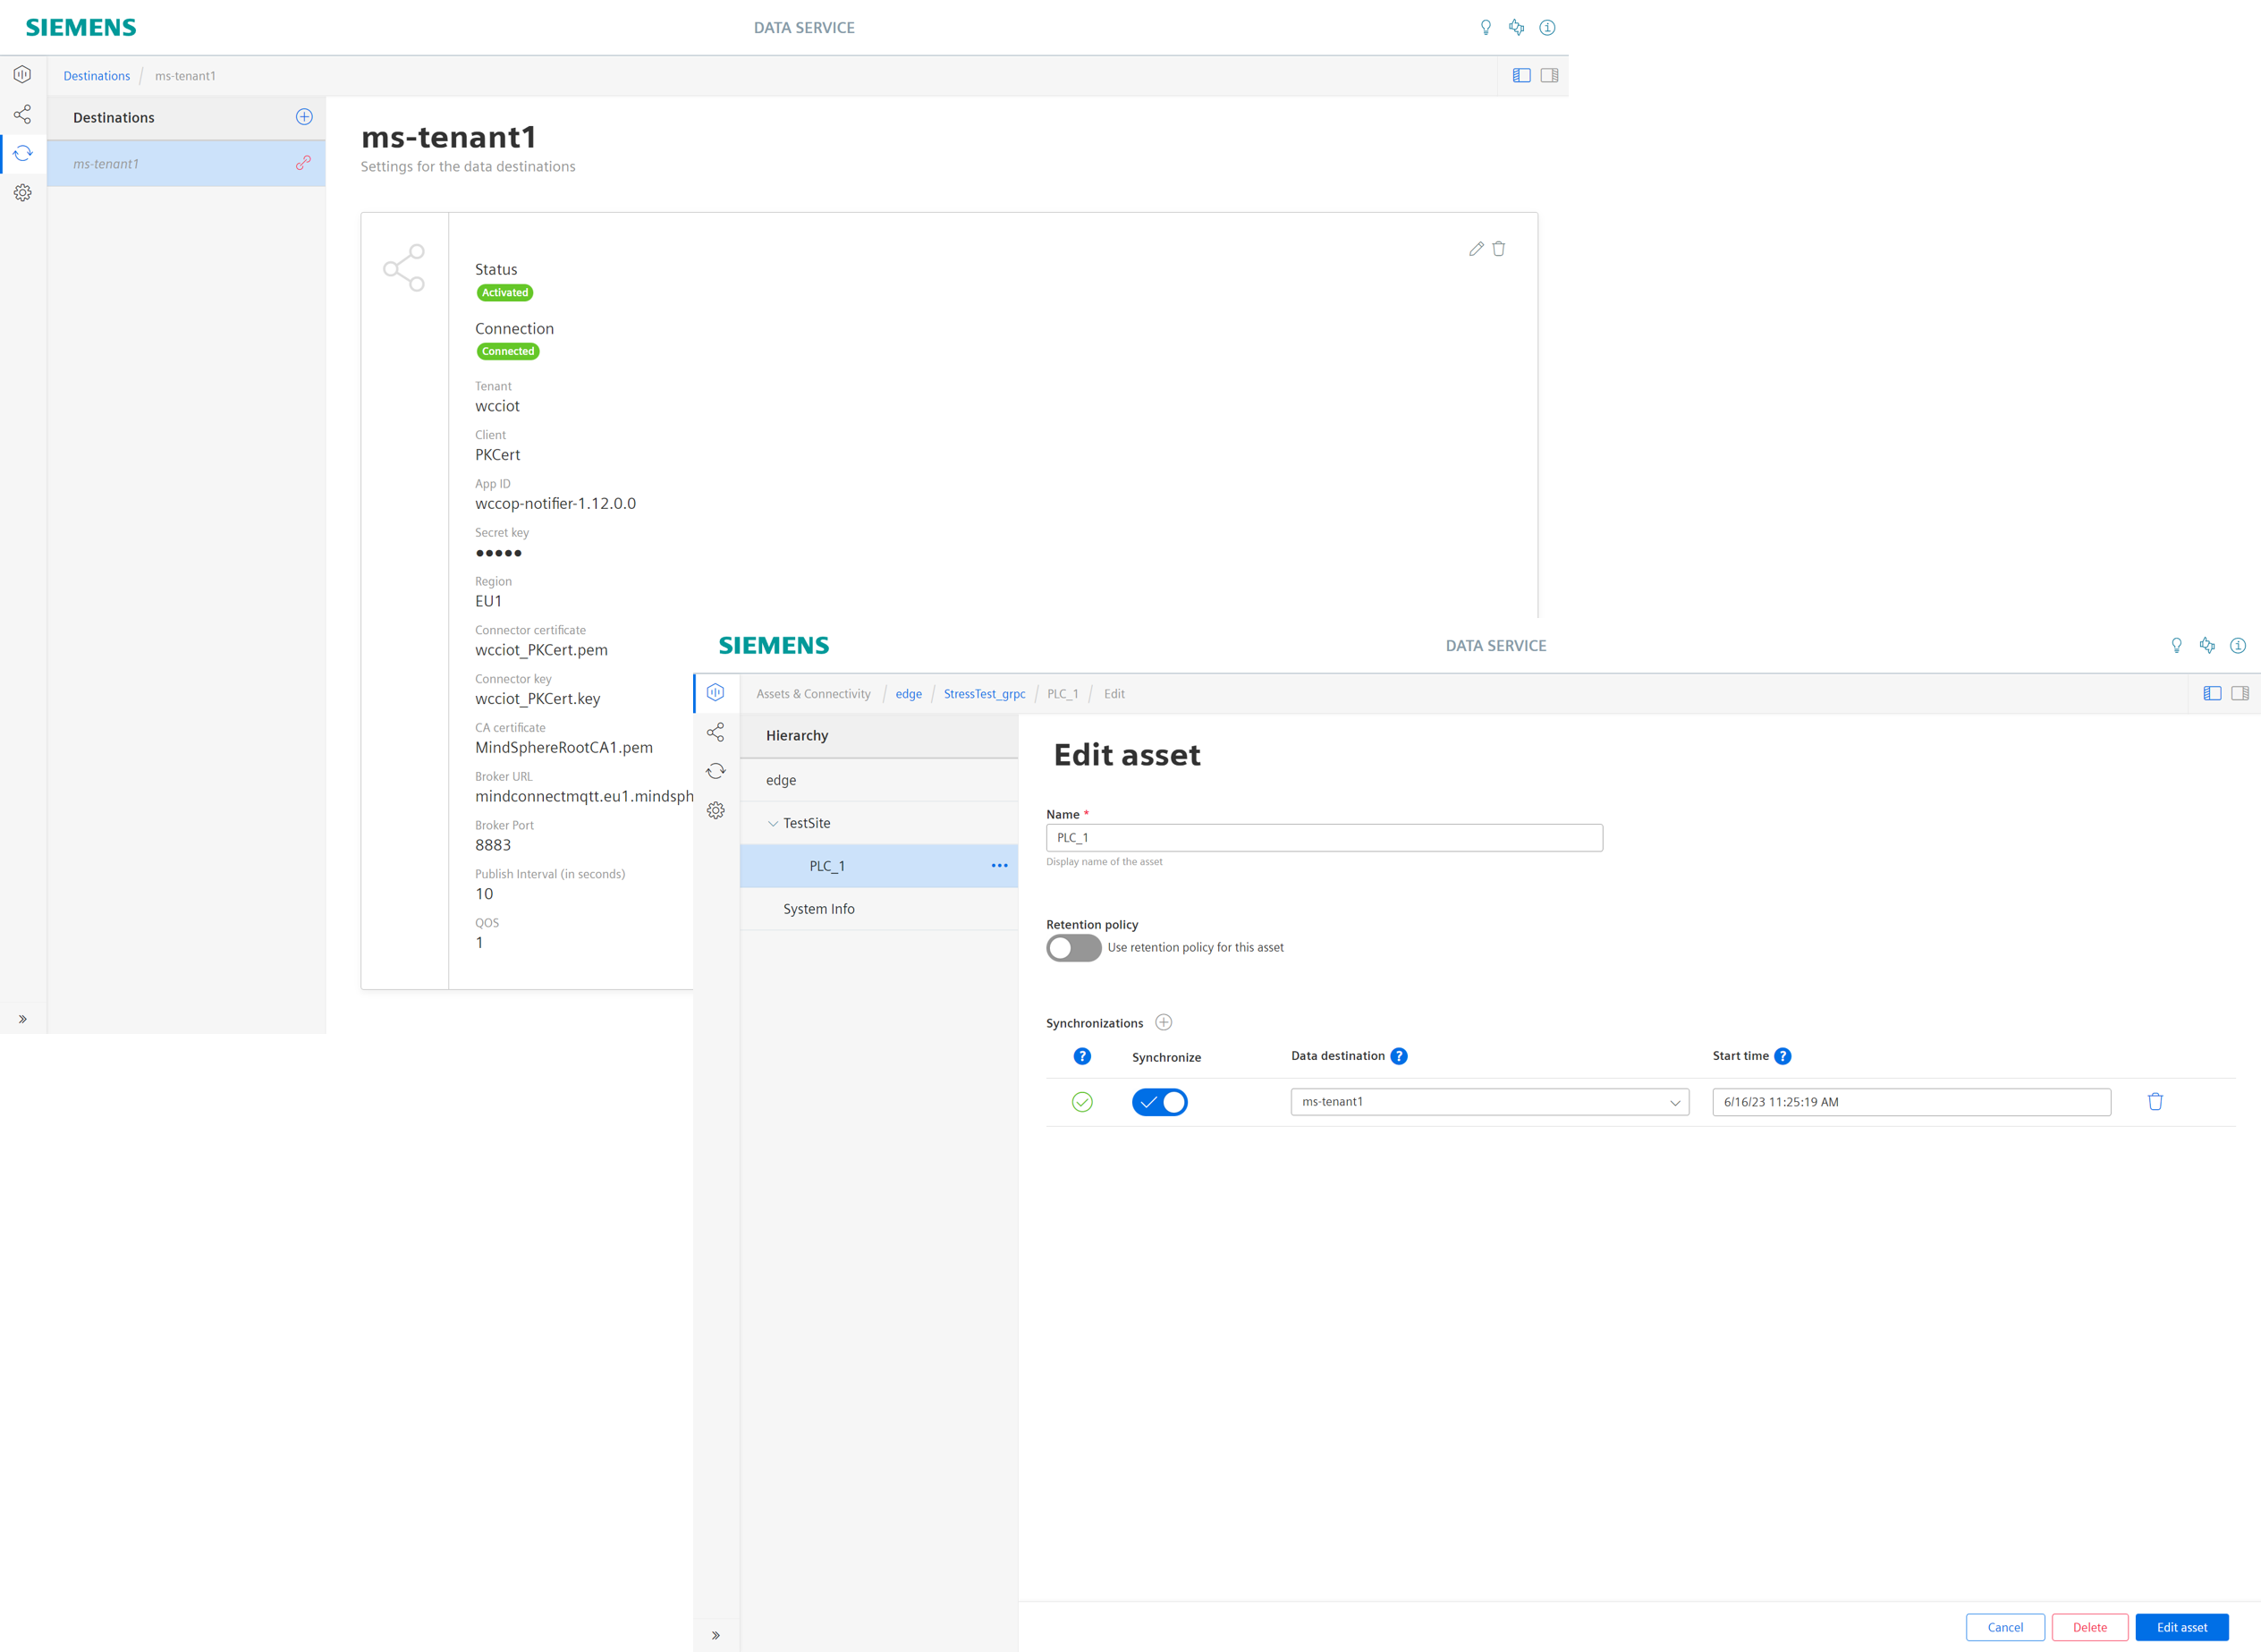 SIEMENS
DATA SERVICE
Destinations / ms-tenant1
Destinations
ms-tenant1
ms-tenant1
Settings for the data destinations
Status
Activated
Connection
Connected
Tenant
wcciot
Client
PKCert
App ID
wccop-notifier-1.12.0.0
Secret key
•••••
Region
EU1
Connector certificate
wcciot_PKCert.pem
Connector key
wcciot_PKCert.key
CA certificate
MindSphereRootCA1.pem
Broker URL
mindconnectmqtt.eu1.mindsph
Broker Port
8883
Publish Interval (in seconds)
10
QOS
1
SIEMENS
DATA SERVICE
Assets & Connectivity / edge / StressTest_grpc / PLC_1 / Edit
Hierarchy
edge
TestSite
PLC_1
System Info
Edit asset
Name *
PLC_1
Display name of the asset
Retention policy
Use retention policy for this asset
Synchronizations
? Synchronize Data destination ? Start time ?
ms-tenant1 6/16/23 11:25:19 AM
Cancel Delete Edit asset